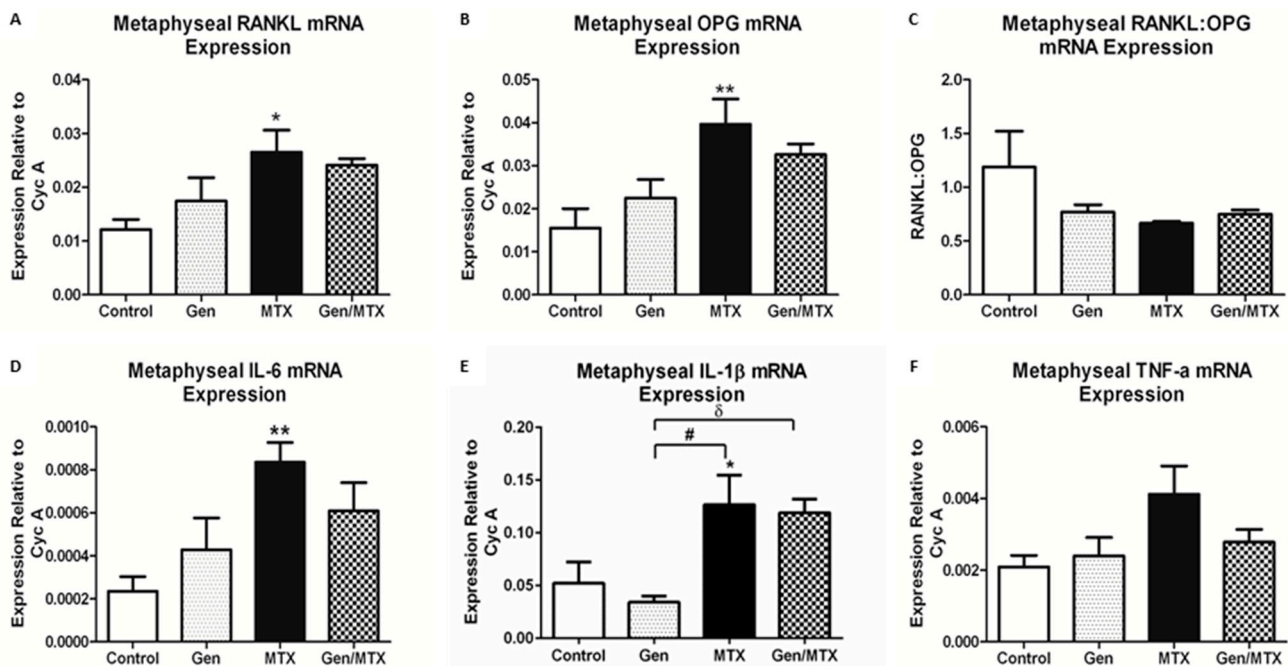 A
Metaphyseal RANKL mRNA
Expression
Expression Relative to
Cyc A
0.04
0.03
0.02
0.01
0.00
*
Control Gen MTX Gen/MTX
B
Metaphyseal OPG mRNA
Expression
Expression Relative to
Cyc A
0.05
0.04
0.03
0.02
0.01
0.00
**
Control Gen MTX Gen/MTX
C
Metaphyseal RANKL:OPG
mRNA Expression
RANKL:OPG
2.0
1.5
1.0
0.5
0.0
Control Gen MTX Gen/MTX
D
Metaphyseal IL-6 mRNA
Expression
Expression Relative to
Cyc A
0.0010
0.0008
0.0006
0.0004
0.0002
0.0000
**
Control Gen MTX Gen/MTX
E
Metaphyseal IL-1β mRNA
Expression
Expression Relative to
Cyc A
0.20
0.15
0.10
0.05
0.00
δ
#
*
Control Gen MTX Gen/MTX
F
Metaphyseal TNF-a mRNA
Expression
Expression Relative to
Cyc A
0.006
0.004
0.002
0.000
Control Gen MTX Gen/MTX